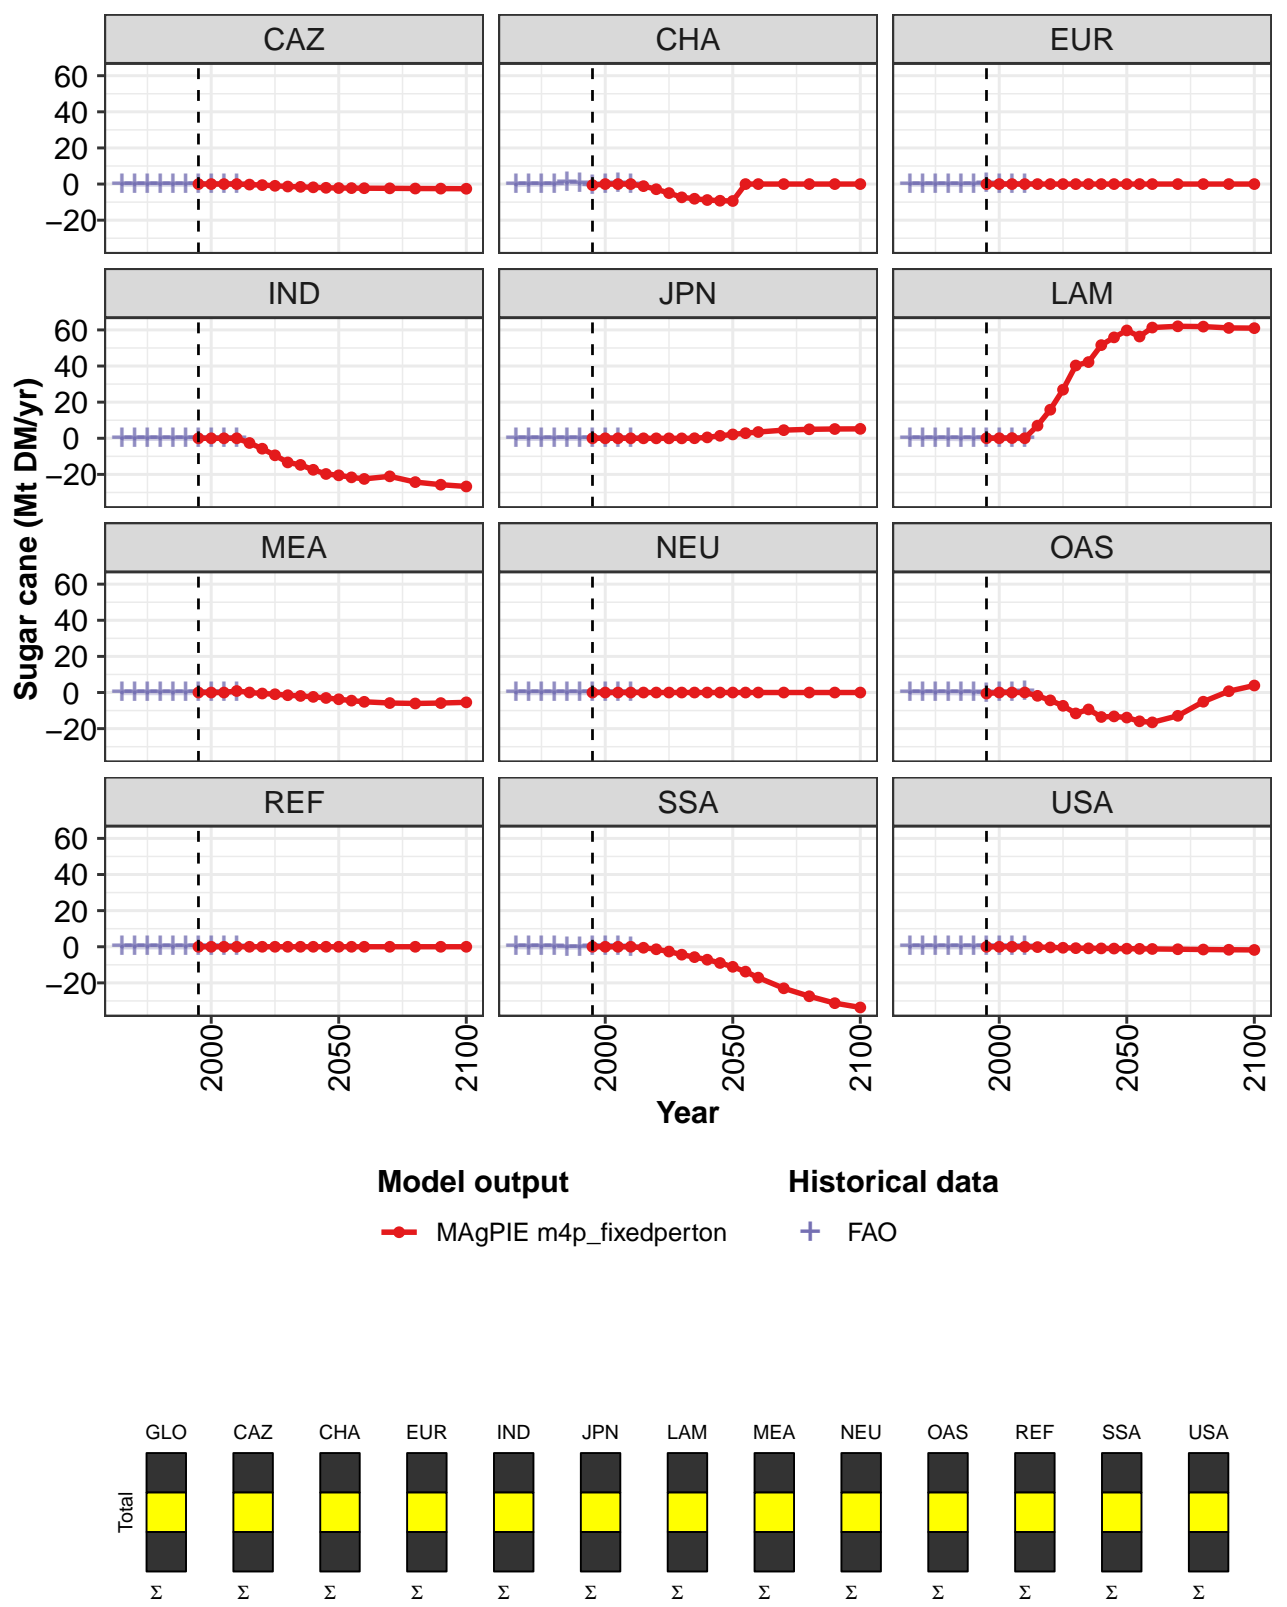 CAZ CHA EUR
60
40
20
0
−20
IND JPN LAM
60
40
20
0
−20
MEA NEU OAS
60
40
20
0
−20
REF SSA USA
60
40
20
0
−20
Sugar cane (Mt DM/yr)
2000 2050 2100 2000 2050 2100 2000 2050 2100
Year
Model output Historical data
MAgPIE m4p_fixedperton FAO
GLO CAZ CHA EUR IND JPN LAM MEA NEU OAS REF SSA USA
Total
Σ Σ Σ Σ Σ Σ Σ Σ Σ Σ Σ Σ Σ